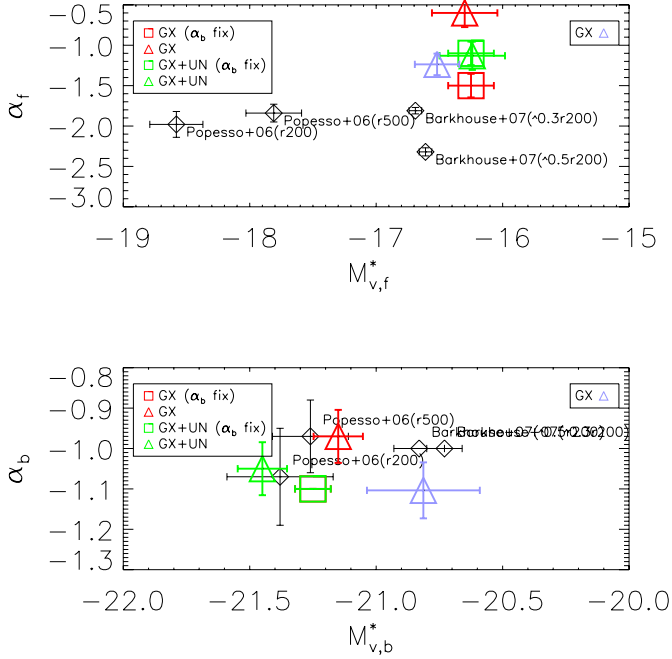 −0.5
−1.0
−1.5
−2.0
−2.5
−3.0
α_f
GX (α_b fix)
GX
GX+UN (α_b fix)
GX+UN
GX
Popesso+06(r200)
Popesso+06(r500)
Barkhouse+07(^0.3r200)
Barkhouse+07(^0.5r200)
−19 −18 −17 −16 −15
M*_v,f
−0.8
−0.9
−1.0
−1.1
−1.2
−1.3
α_b
GX (α_b fix)
GX
GX+UN (α_b fix)
GX+UN
GX
Popesso+06(r500)
Popesso+06(r200)
−22.0 −21.5 −21.0 −20.5 −20.0
M*_v,b